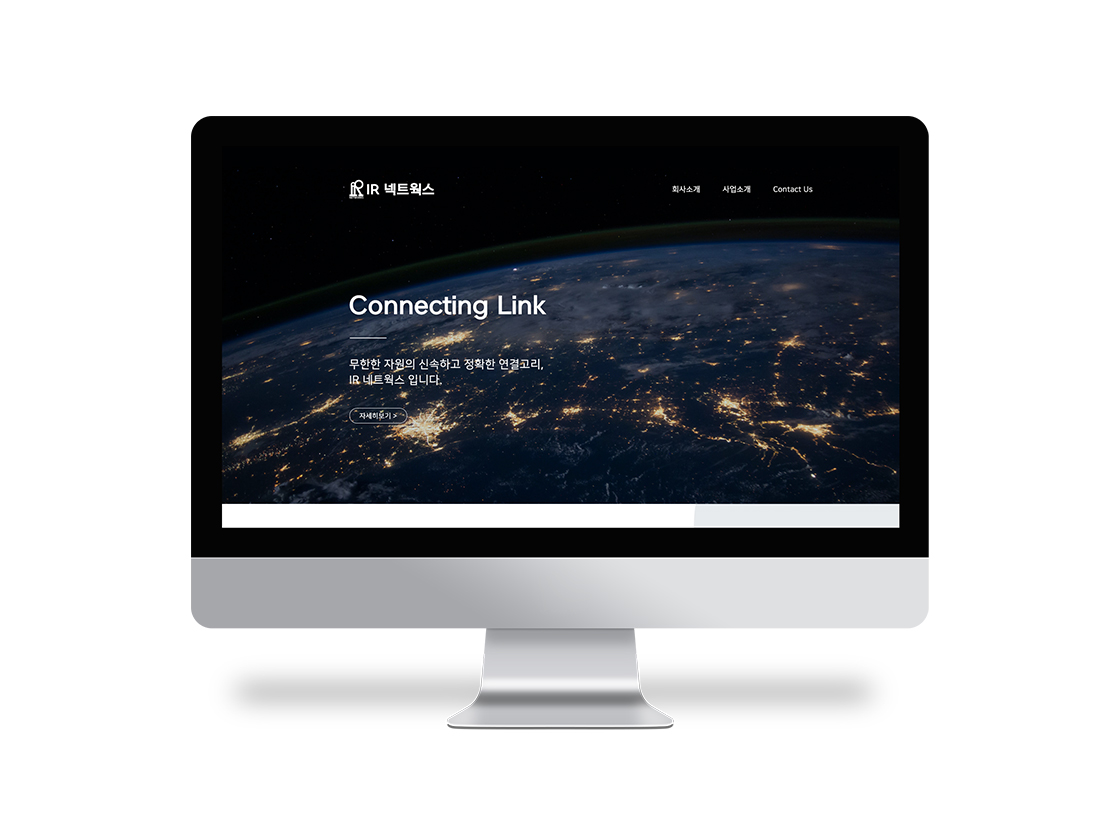 IR 넥트웍스
회사소개 사업소개 Contact Us
Connecting Link
무한한 자원의 신속하고 정확한 연결고리,
IR 네트웍스 입니다.
자세히보기 >